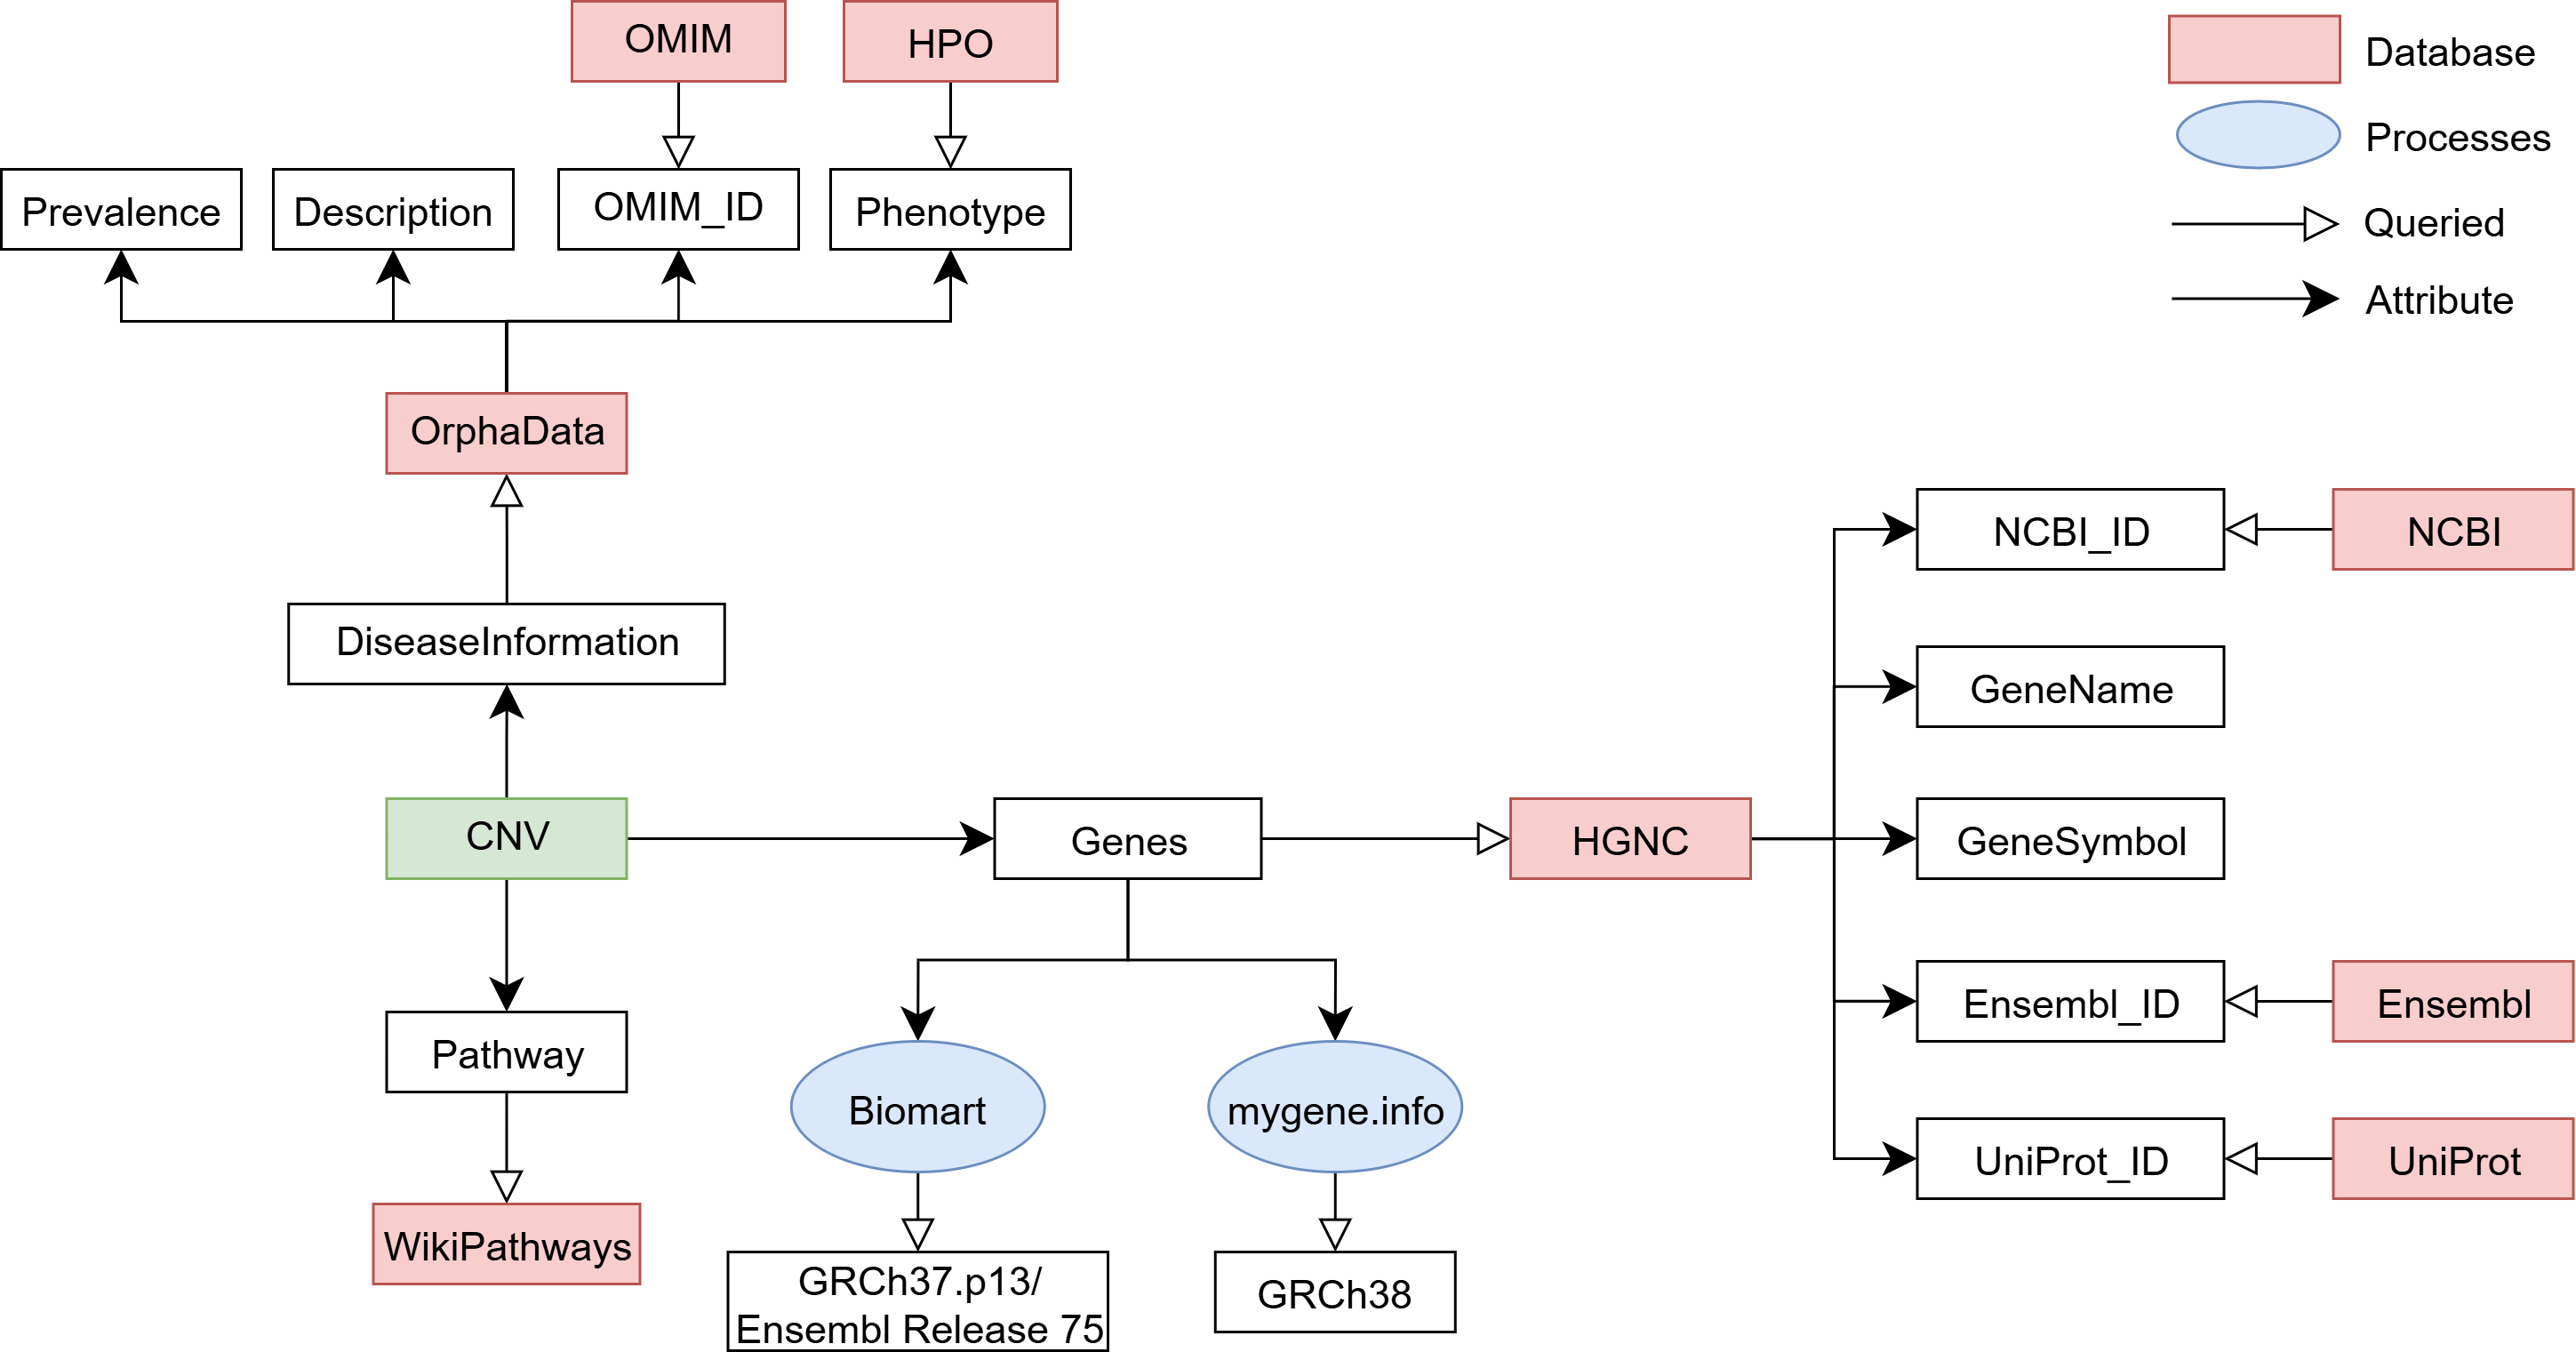 OMIM
HPO
Database
Processes
Queried
Attribute
Prevalence
Description
OMIM_ID
Phenotype
OrphaData
DiseaseInformation
CNV
Genes
HGNC
NCBI_ID
NCBI
GeneName
GeneSymbol
Ensembl_ID
Ensembl
UniProt_ID
UniProt
Pathway
Biomart
mygene.info
WikiPathways
GRCh37.p13/
Ensembl Release 75
GRCh38